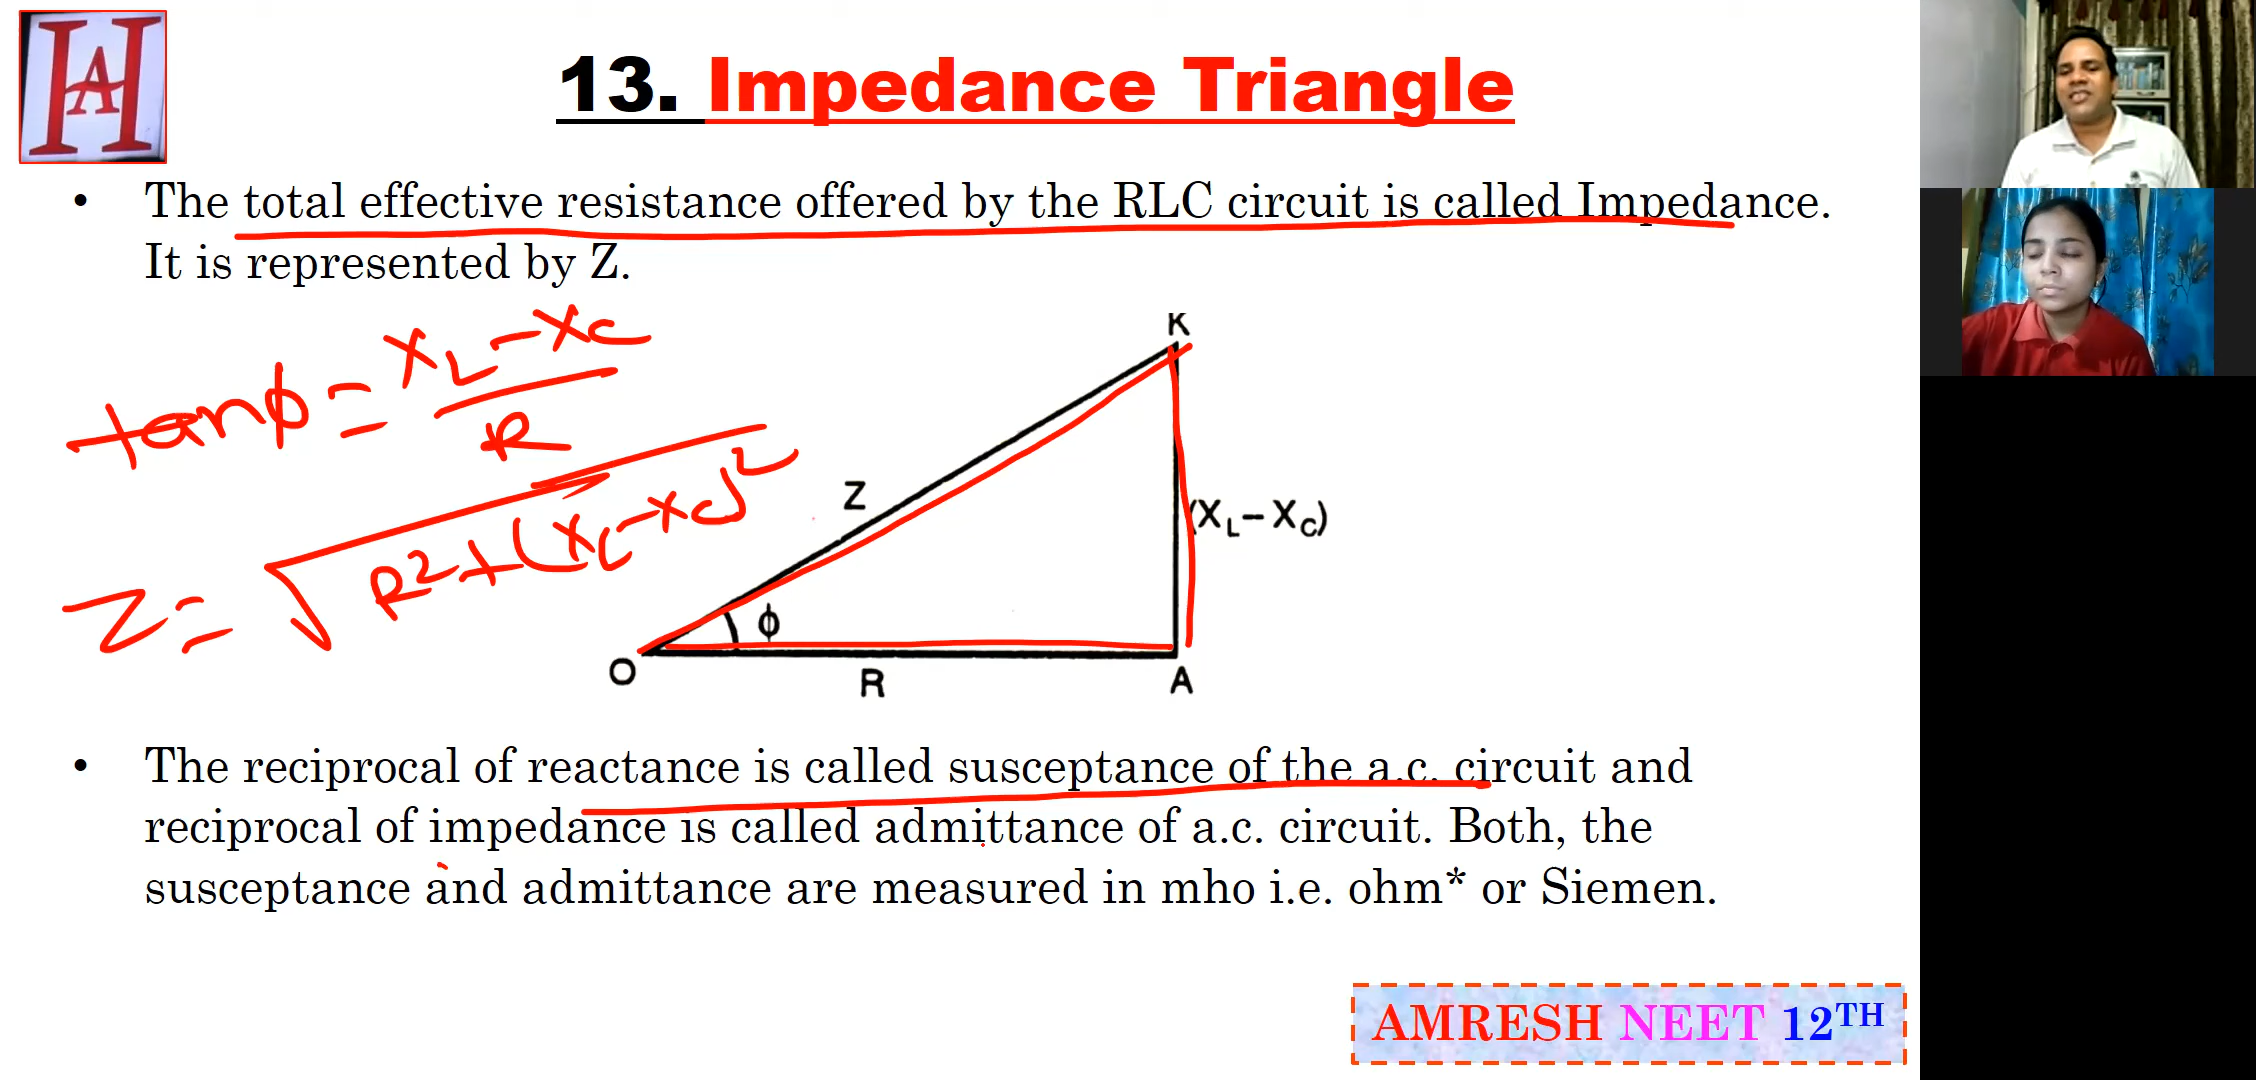 HA
13. Impedance Triangle
• The total effective resistance offered by the RLC circuit is called Impedance.
It is represented by Z.
tanϕ = XL - XC / R
Z = √R² + (XL - XC)²
K
Z
(XL - XC)
ϕ
O
R
A
• The reciprocal of reactance is called susceptance of the a.c. circuit and
reciprocal of impedance is called admittance of a.c. circuit. Both, the
susceptance and admittance are measured in mho i.e. ohm* or Siemen.
AMRESH NEET 12TH